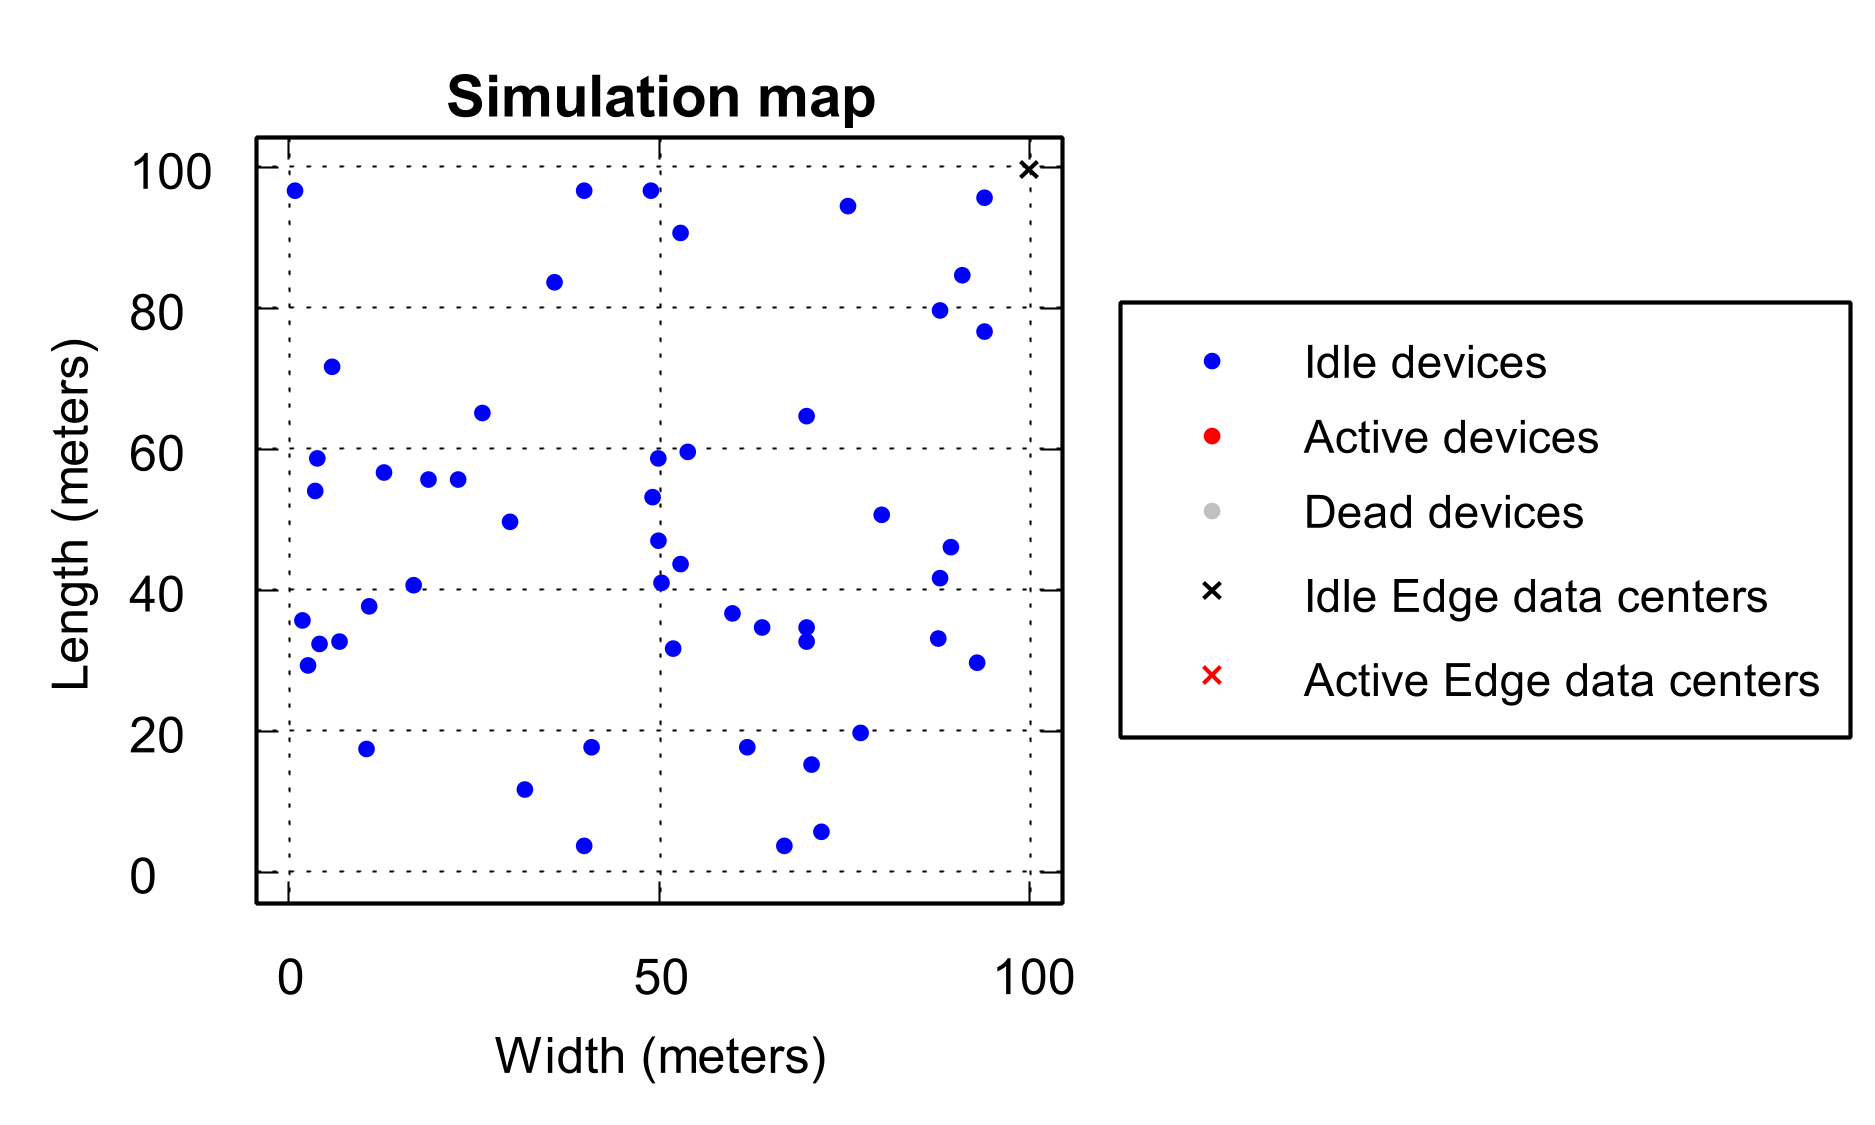 Simulation map
100
80
60
40
20
0
Length (meters)
0 50 100
Width (meters)
Idle devices
Active devices
Dead devices
Idle Edge data centers
Active Edge data centers